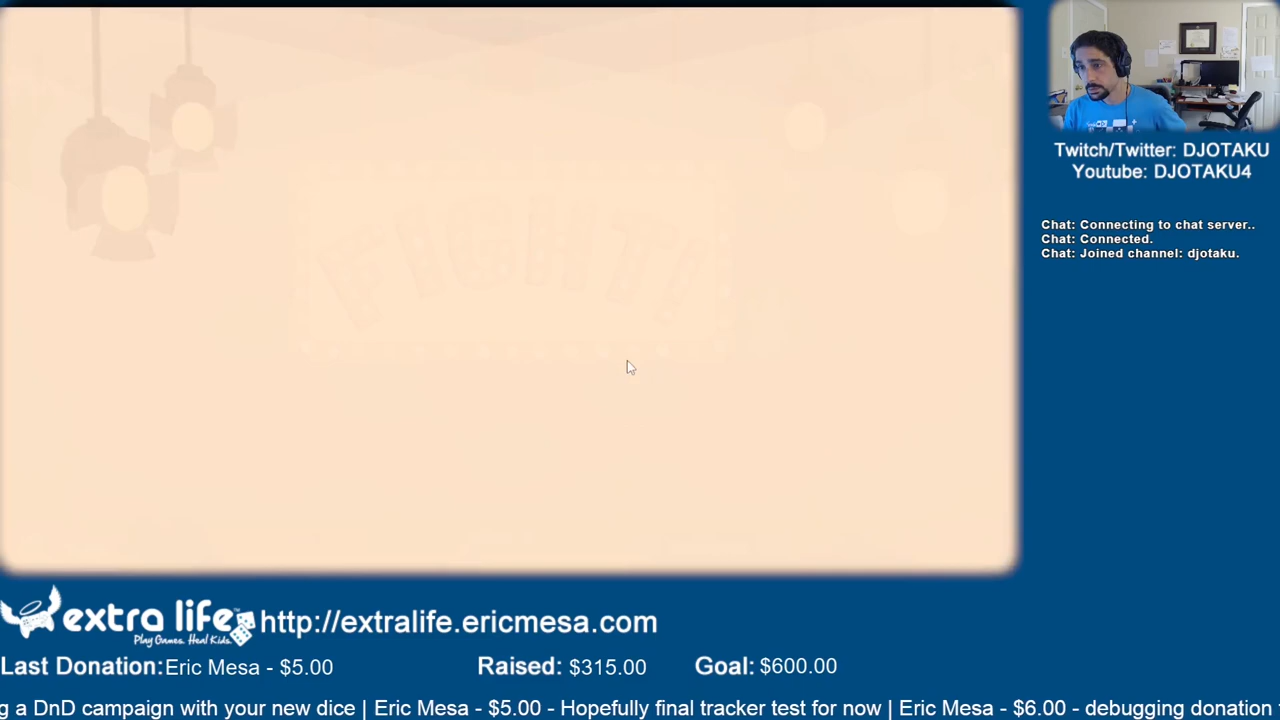 FIGHT!
Twitch/Twitter: DJOTAKU
Youtube: DJOTAKU4
Chat: Connecting to chat server..
Chat: Connected.
Chat: Joined channel: djotaku.
extra life
Play Games. Heal Kids.
http://extralife.ericmesa.com
Last Donation: Eric Mesa - $5.00
Raised: $315.00
Goal: $600.00
g a DnD campaign with your new dice | Eric Mesa - $5.00 - Hopefully final tracker test for now | Eric Mesa - $6.00 - debugging donation